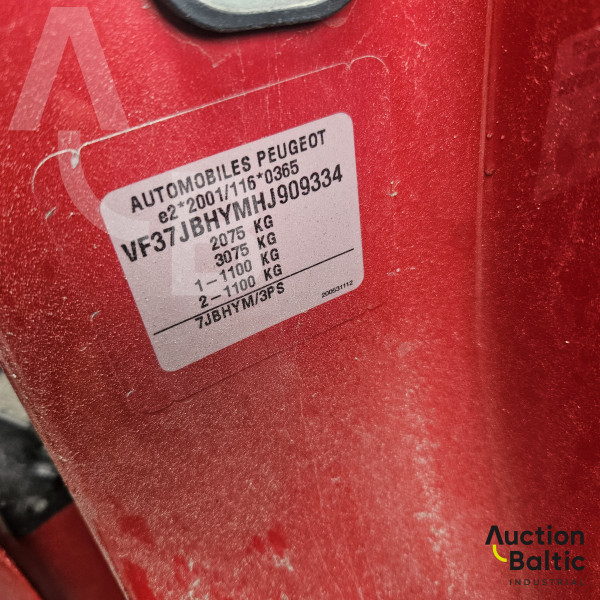 AUTOMOBILES PEUGEOT
e2*2001/116*0365
VF37JBHYMHJ909334
2075 KG
3075 KG
1-1100 KG
2-1100 KG
7JBHYM/3PS
200631112
Auction
Baltic
INDUSTRIAL